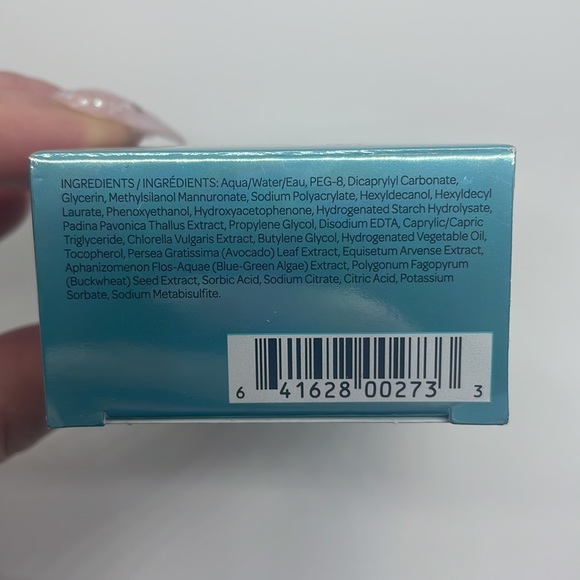 INGREDIENTS / INGRÉDIENTS: Aqua/Water/Eau, PEG-8, Dicaprylyl Carbonate,
Glycerin, Methylsilanol Mannuronate, Sodium Polyacrylate, Hexyldecanol, Hexyldecyl
Laurate, Phenoxyethanol, Hydroxyacetophenone, Hydrogenated Starch Hydrolysate,
Padina Pavonica Thallus Extract, Propylene Glycol, Disodium EDTA, Caprylic/Capric
Triglyceride, Chlorella Vulgaris Extract, Butylene Glycol, Hydrogenated Vegetable Oil,
Tocopherol, Persea Gratissima (Avocado) Leaf Extract, Equisetum Arvense Extract,
Aphanizomenon Flos-Aquae (Blue-Green Algae) Extract, Polygonum Fagopyrum
(Buckwheat) Seed Extract, Sorbic Acid, Sodium Citrate, Citric Acid, Potassium
Sorbate, Sodium Metabisulfite.
6 41628 00273 3